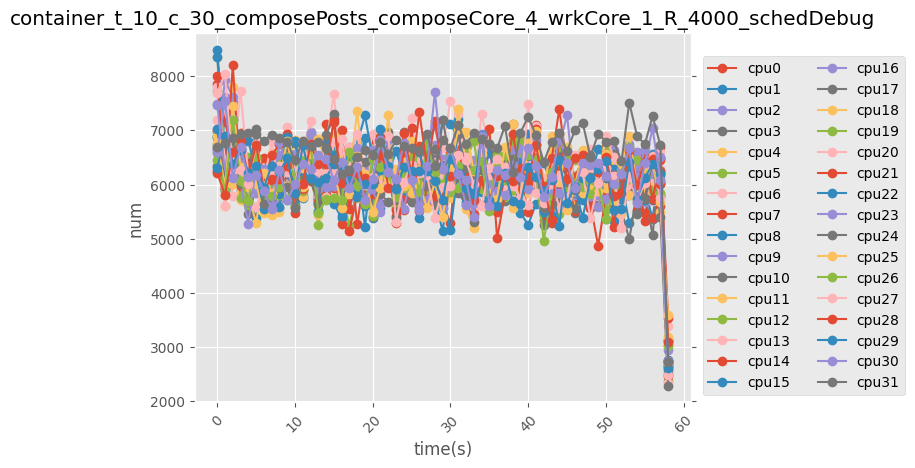 container_t_10_c_30_composePosts_composeCore_4_wrkCore_1_R_4000_schedDebug
num
8000
7000
6000
5000
4000
3000
2000
0
10
20
30
40
50
60
time(s)
cpu0
cpu1
cpu2
cpu3
cpu4
cpu5
cpu6
cpu7
cpu8
cpu9
cpu10
cpu11
cpu12
cpu13
cpu14
cpu15
cpu16
cpu17
cpu18
cpu19
cpu20
cpu21
cpu22
cpu23
cpu24
cpu25
cpu26
cpu27
cpu28
cpu29
cpu30
cpu31